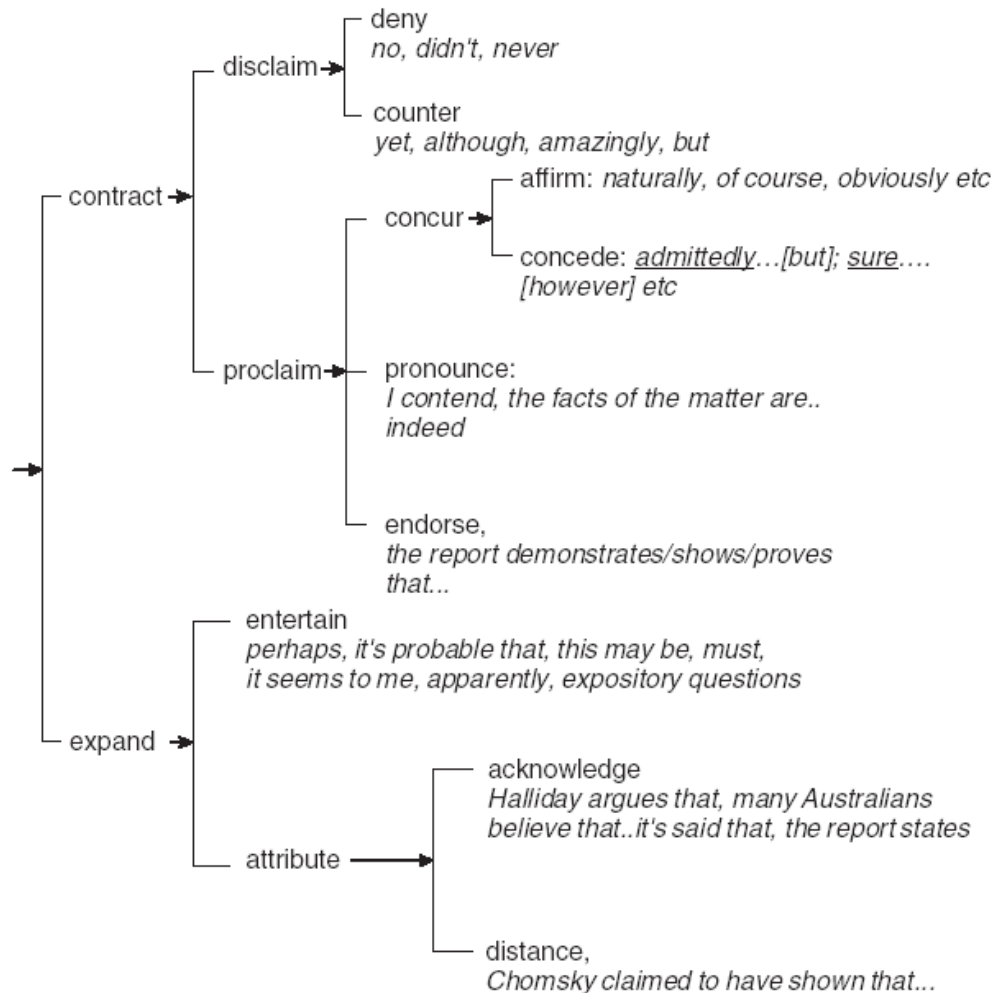 deny
no, didn't, never
disclaim
counter
yet, although, amazingly, but
contract
affirm: naturally, of course, obviously etc
concur
concede: admittedly…[but]; sure….
[however] etc
proclaim
pronounce:
I contend, the facts of the matter are..
indeed
endorse,
the report demonstrates/shows/proves
that...
entertain
perhaps, it's probable that, this may be, must,
it seems to me, apparently, expository questions
expand
acknowledge
Halliday argues that, many Australians
believe that..it's said that, the report states
attribute
distance,
Chomsky claimed to have shown that...